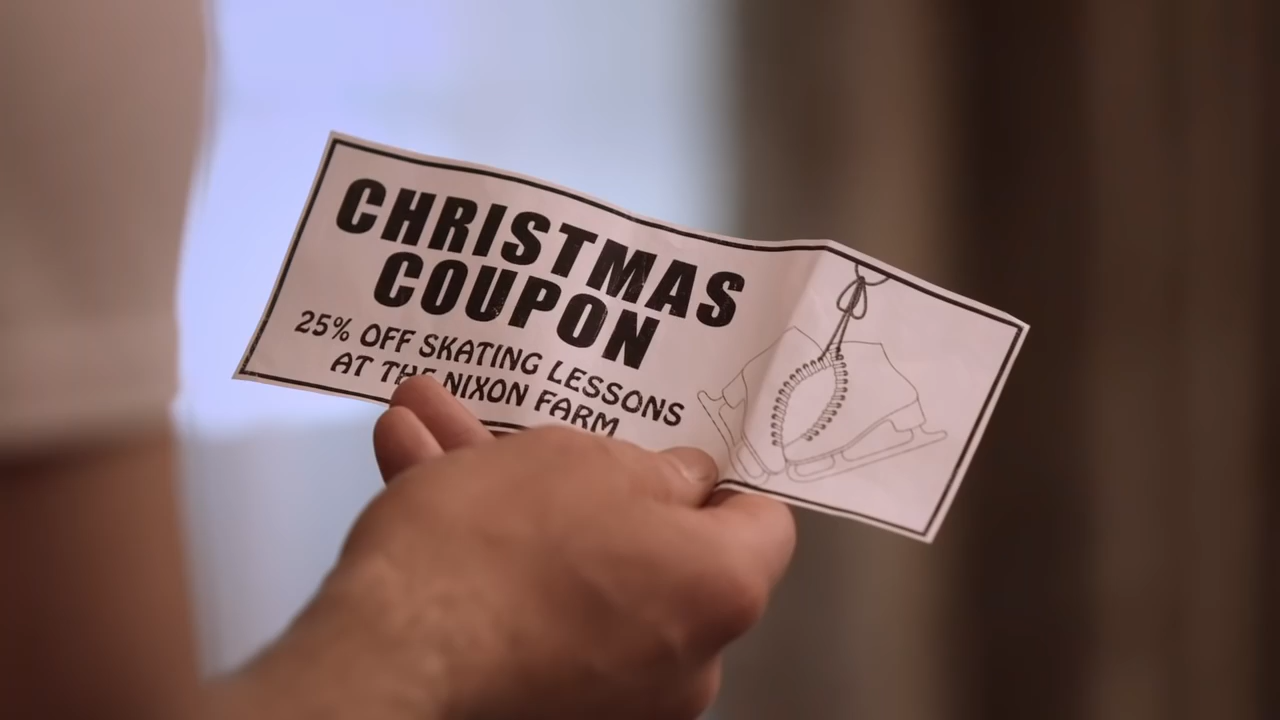 CHRISTMAS
COUPON
25% OFF SKATING LESSONS
AT THE NIXON FARM